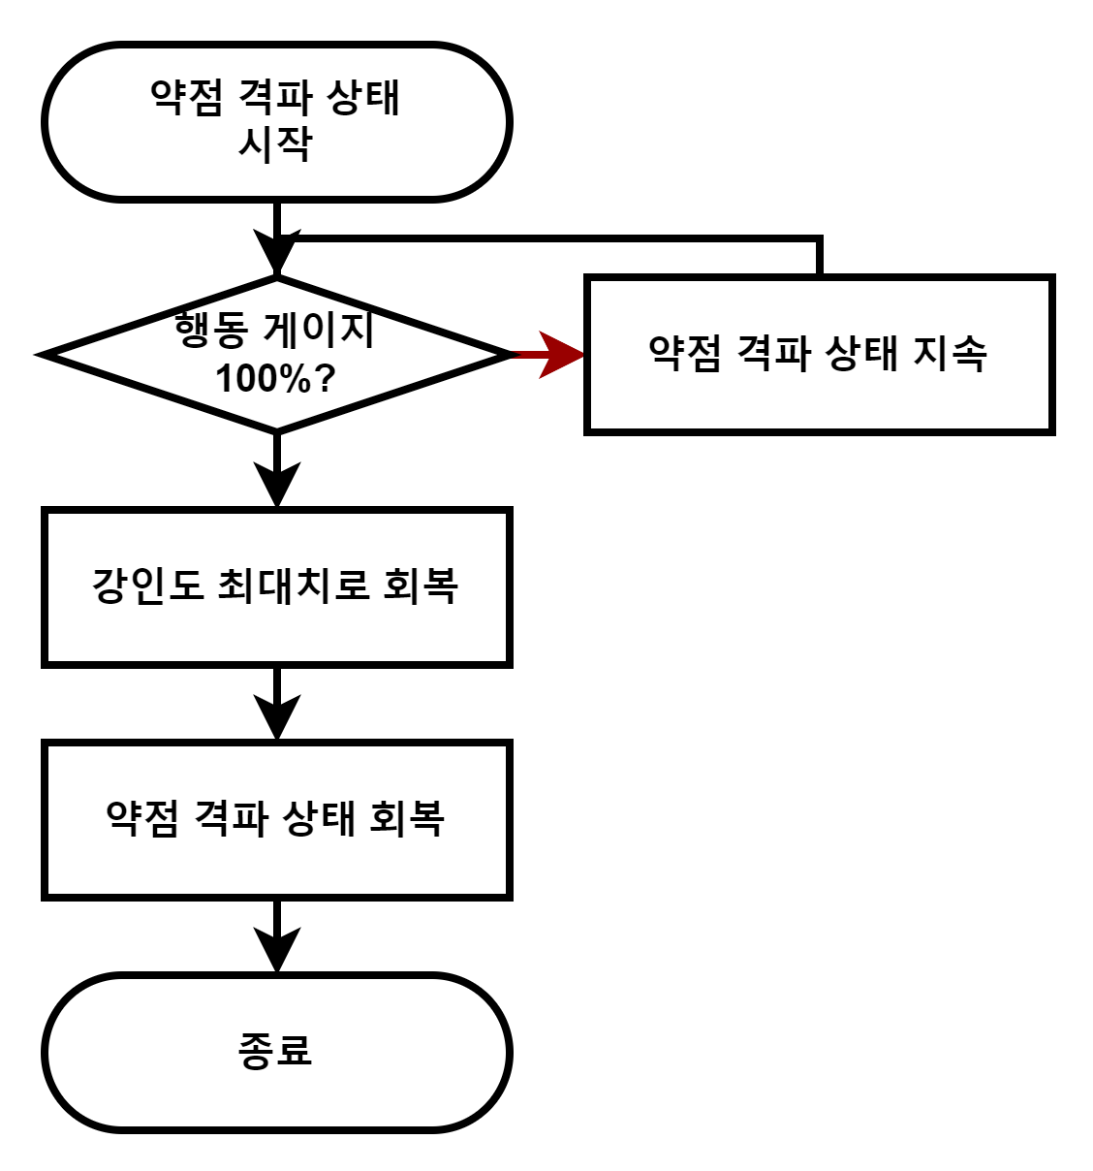 약점 격파 상태
시작
행동 게이지
100%?
약점 격파 상태 지속
강인도 최대치로 회복
약점 격파 상태 회복
종료